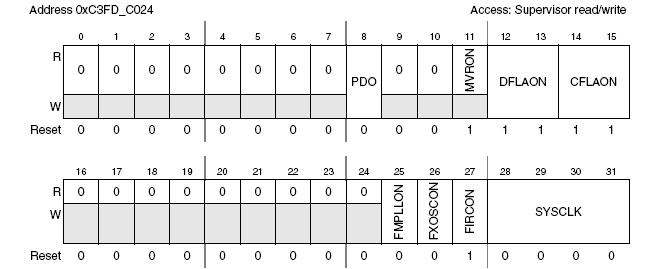 Address 0xC3FD_C024 Access: Supervisor read/write
0 1 2 3 4 5 6 7 8 9 10 11 12 13 14 15
R 0 0 0 0 0 0 0 0 PDO 0 0 MVRON DFLAON CFLAON
W
Reset 0 0 0 0 0 0 0 0 0 0 0 1 1 1 1 1
16 17 18 19 20 21 22 23 24 25 26 27 28 29 30 31
R 0 0 0 0 0 0 0 0 0 FMPLLON FXOSCON FIRCON SYSCLK
W
Reset 0 0 0 0 0 0 0 0 0 0 0 1 0 0 0 0